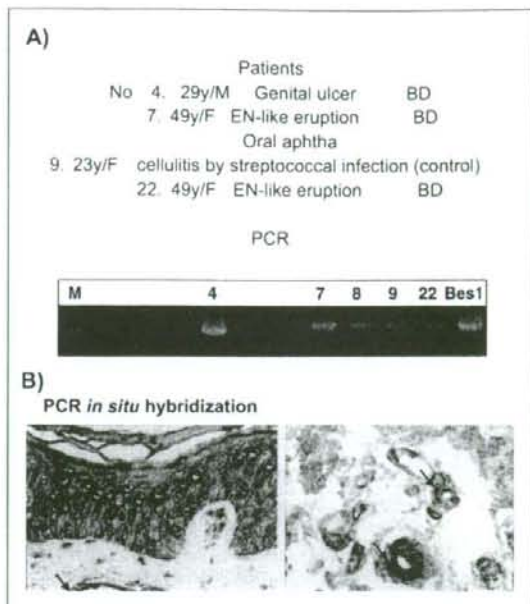 A)
Patients
No 4. 29y/M Genital ulcer BD
7. 49y/F EN-like eruption BD
Oral aphtha
9. 23y/F cellulitis by streptococcal infection (control)
22. 49y/F EN-like eruption BD
PCR
M 4 7 8 9 22 Bes1
B)
PCR in situ hybridization